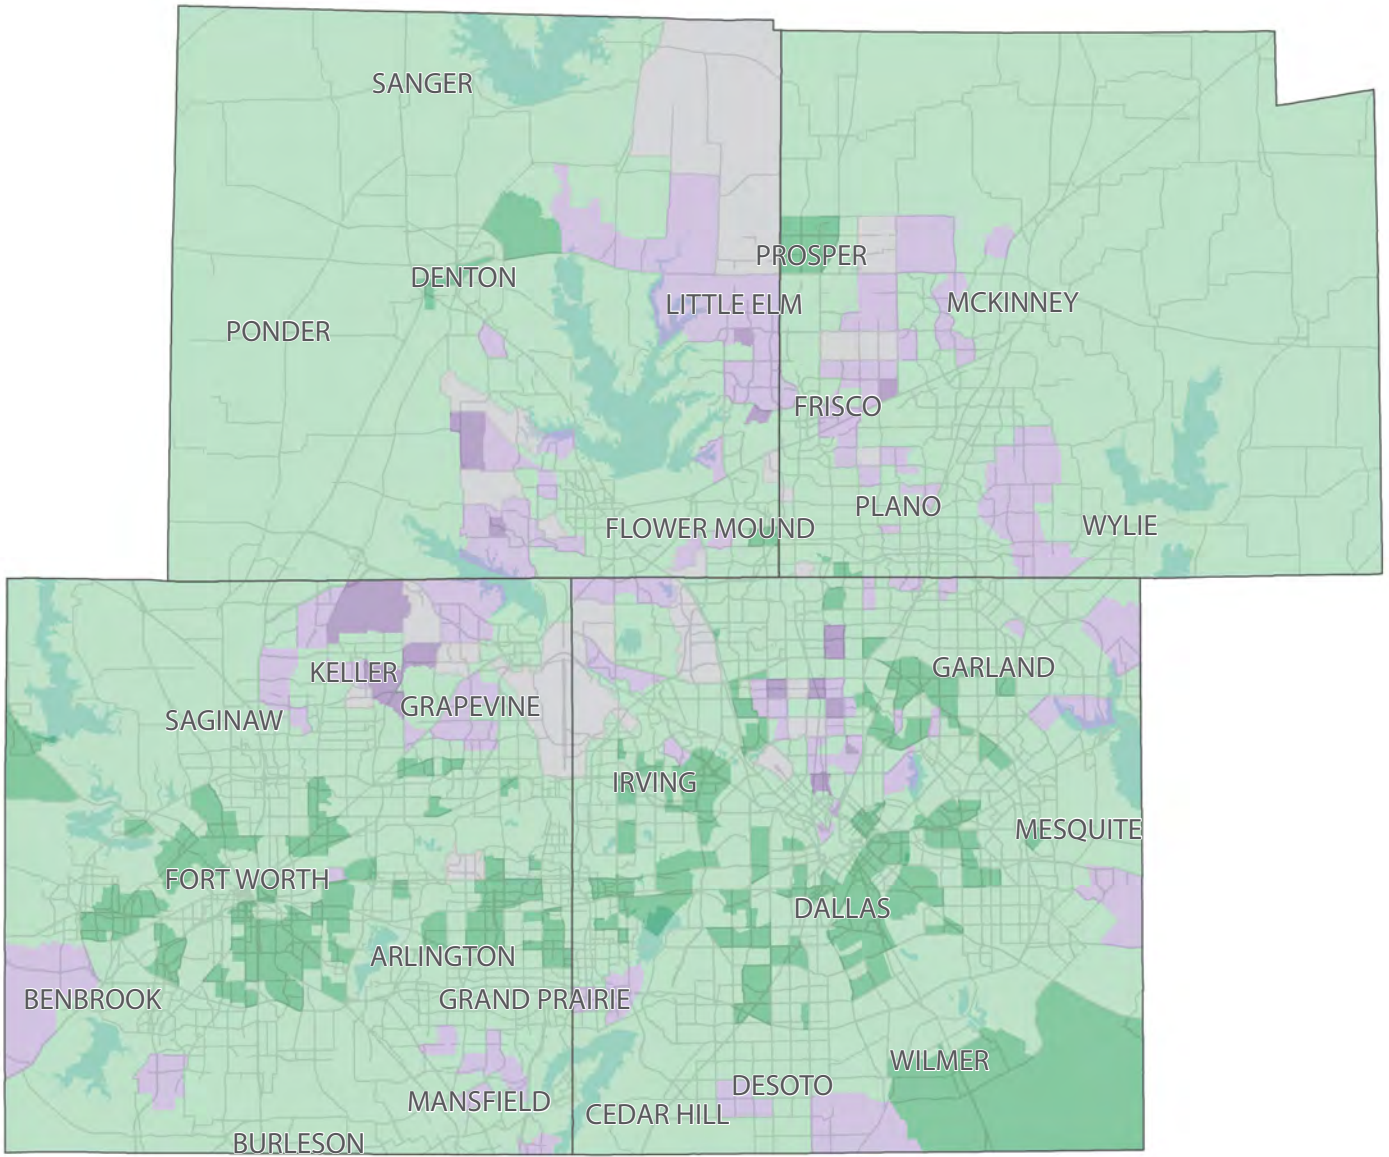 SANGER
PROSPER
DENTON
LITTLE ELM
MCKINNEY
PONDER
FRISCO
PLANO
FLOWER MOUND
WYLIE
KELLER
GARLAND
GRAPEVINE
SAGINAW
IRVING
MESQUITE
FORT WORTH
DALLAS
ARLINGTON
BENBROOK
GRAND PRAIRIE
WILMER
DESOTO
MANSFIELD
CEDAR HILL
BURLESON